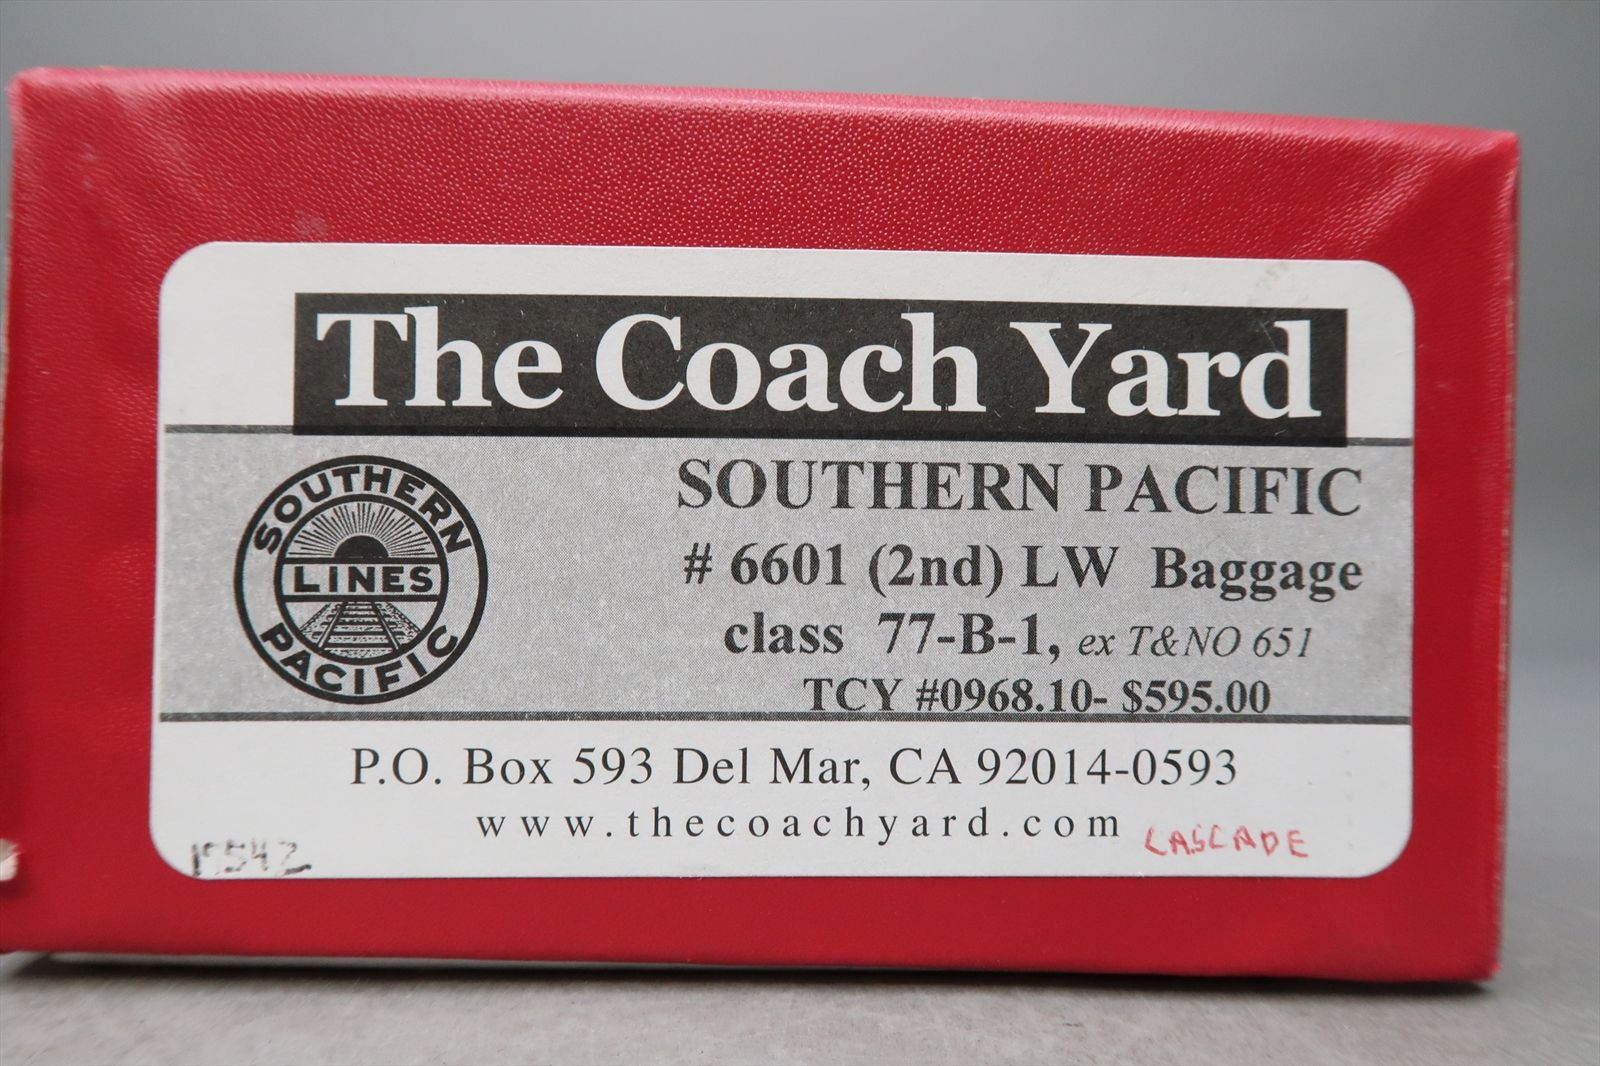 The Coach Yard
SOUTHERN
LINES
PACIFIC
SOUTHERN PACIFIC
# 6601 (2nd) LW Baggage
class 77-B-1, ex T&NO 651
TCY #0968.10- $595.00
P.O. Box 593 Del Mar, CA 92014-0593
www.thecoachyard.com
CASCADE